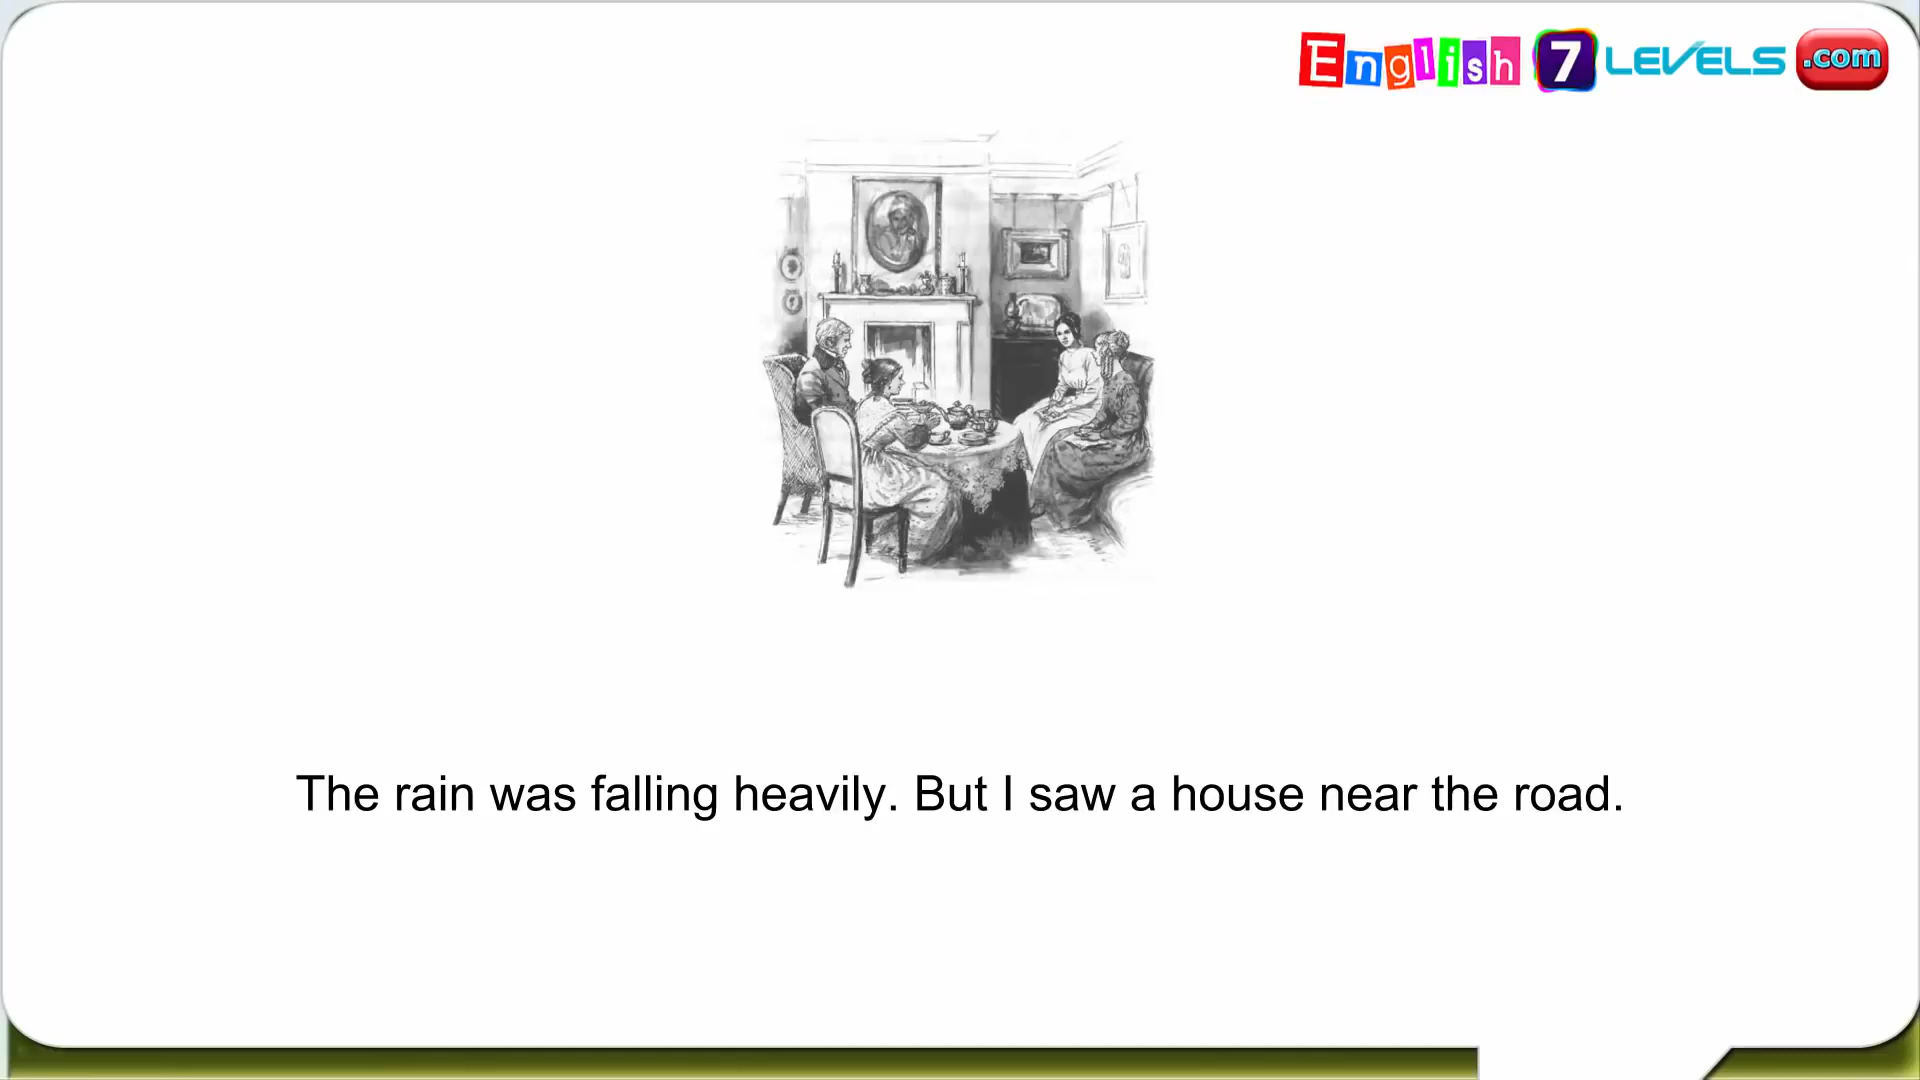 English 7 LEVELS .com
The rain was falling heavily. But I saw a house near the road.